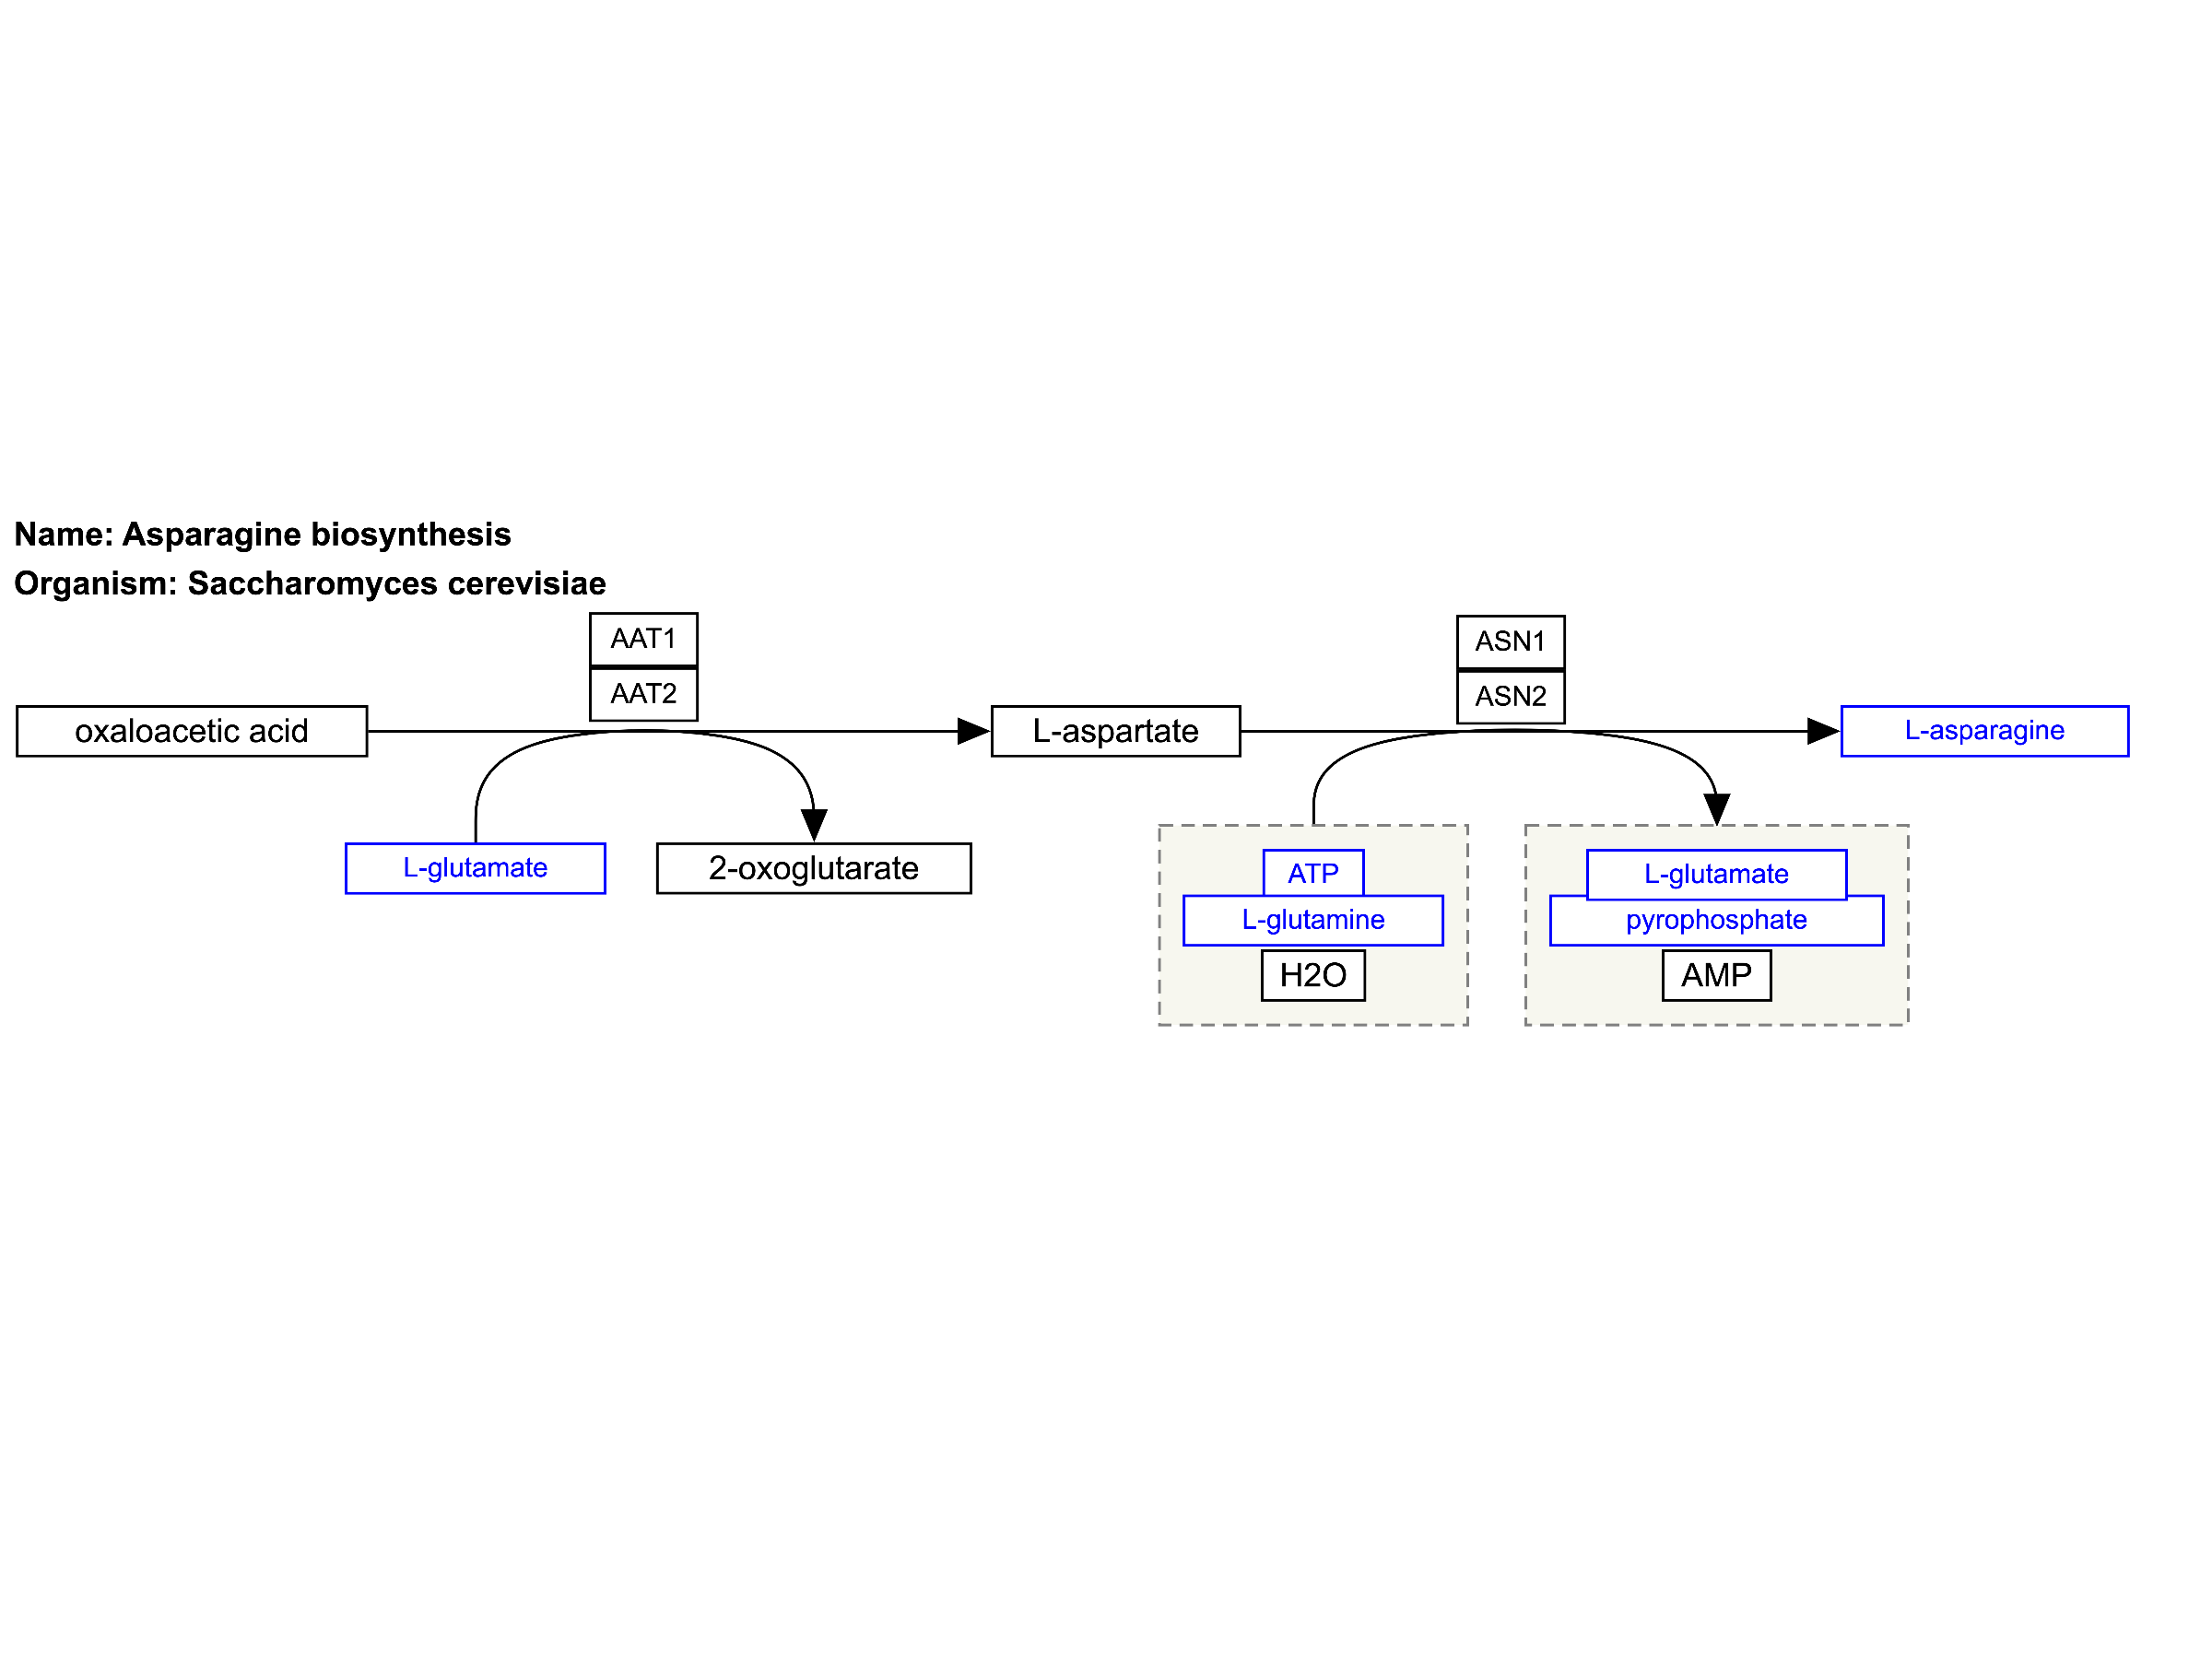 Name: Asparagine biosynthesis
Organism: Saccharomyces cerevisiae
AAT1
AAT2
ASN1
ASN2
oxaloacetic acid
L-aspartate
L-asparagine
L-glutamate
2-oxoglutarate
ATP
L-glutamine
H2O
L-glutamate
pyrophosphate
AMP